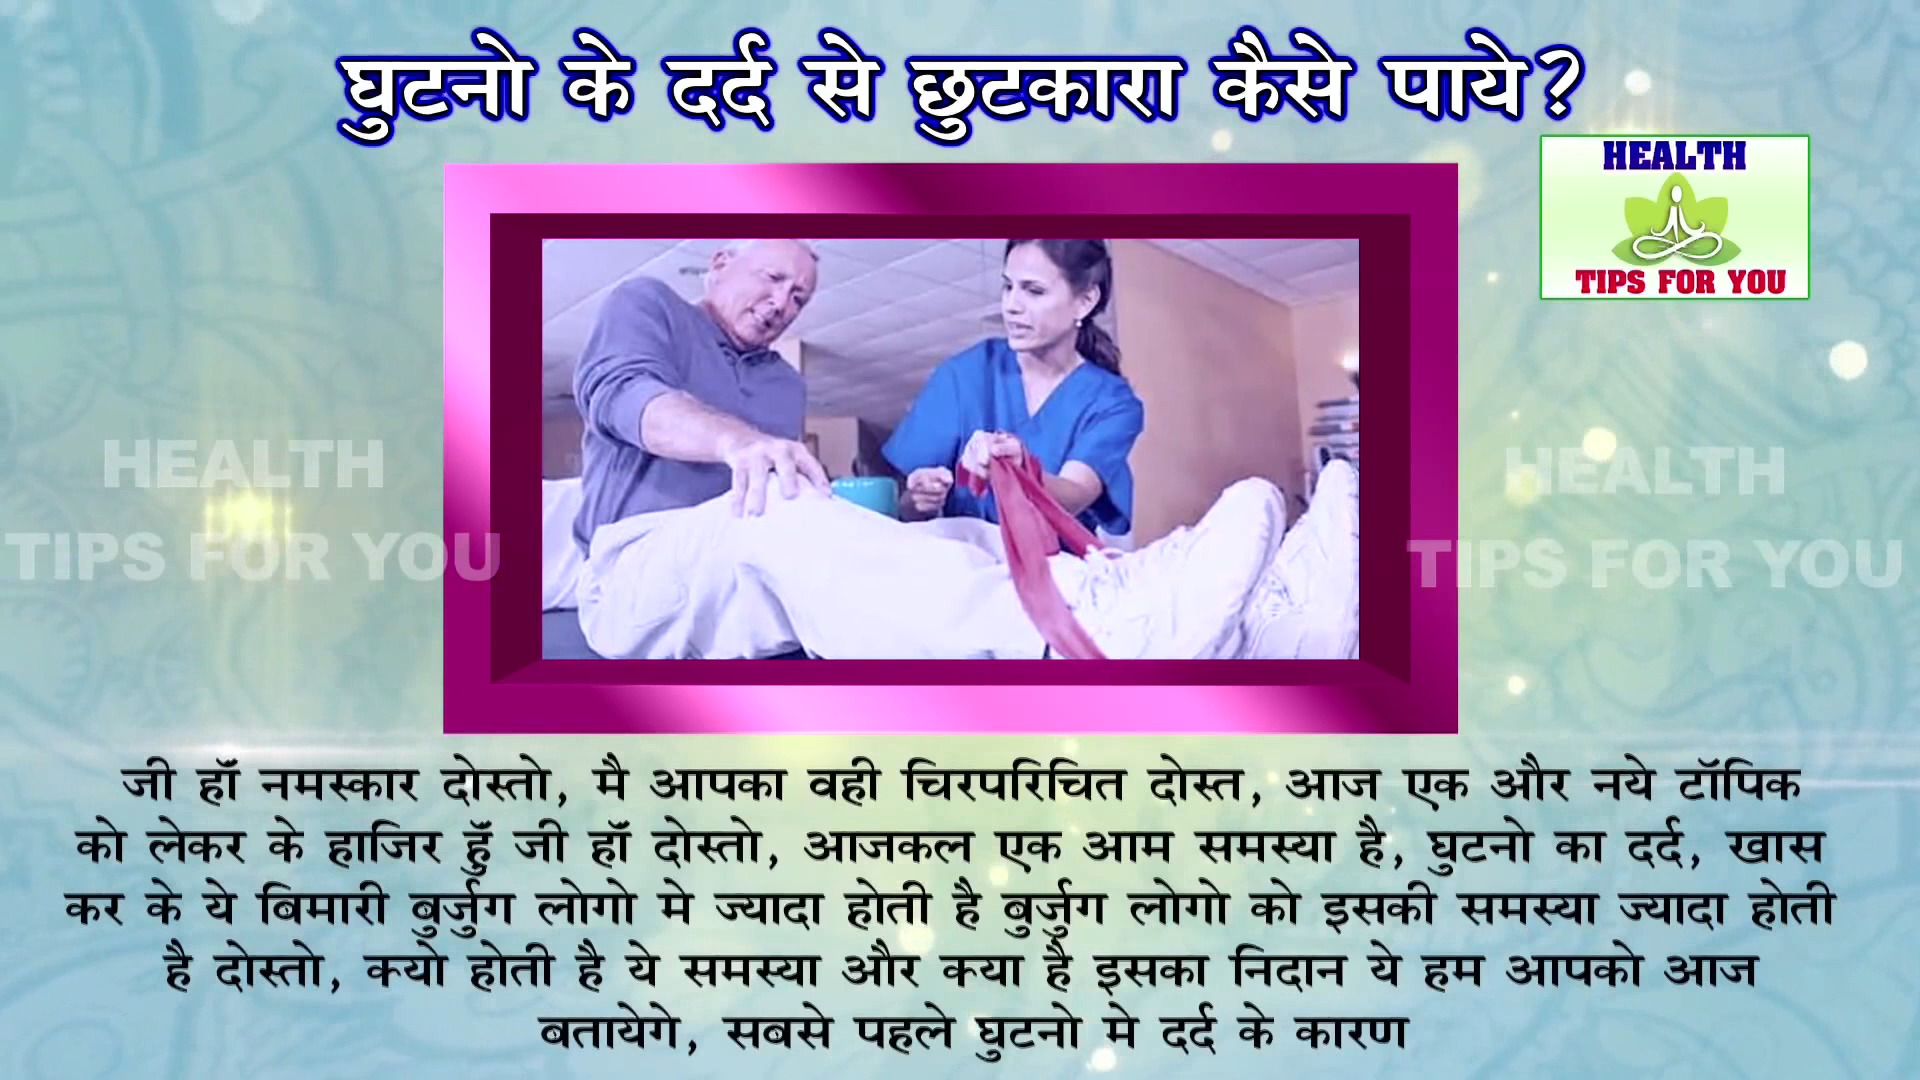 घुटनो के दर्द से छुटकारा कैसे पाये?
HEALTH
TIPS FOR YOU
HEALTH
TIPS FOR YOU
HEALTH
TIPS FOR YOU
जी हॉं नमस्कार दोस्तो, मै आपका वही चिरपरिचित दोस्त, आज एक और नये टॉपिक
को लेकर के हाजिर हुॅं जी हॉं दोस्तो, आजकल एक आम समस्या है, घुटनो का दर्द, खास
कर के ये बिमारी बुर्जुग लोगो मे ज्यादा होती है बुर्जुग लोगो को इसकी समस्या ज्यादा होती
है दोस्तो, क्यो होती है ये समस्या और क्या है इसका निदान ये हम आपको आज
बतायेगे, सबसे पहले घुटनो मे दर्द के कारण